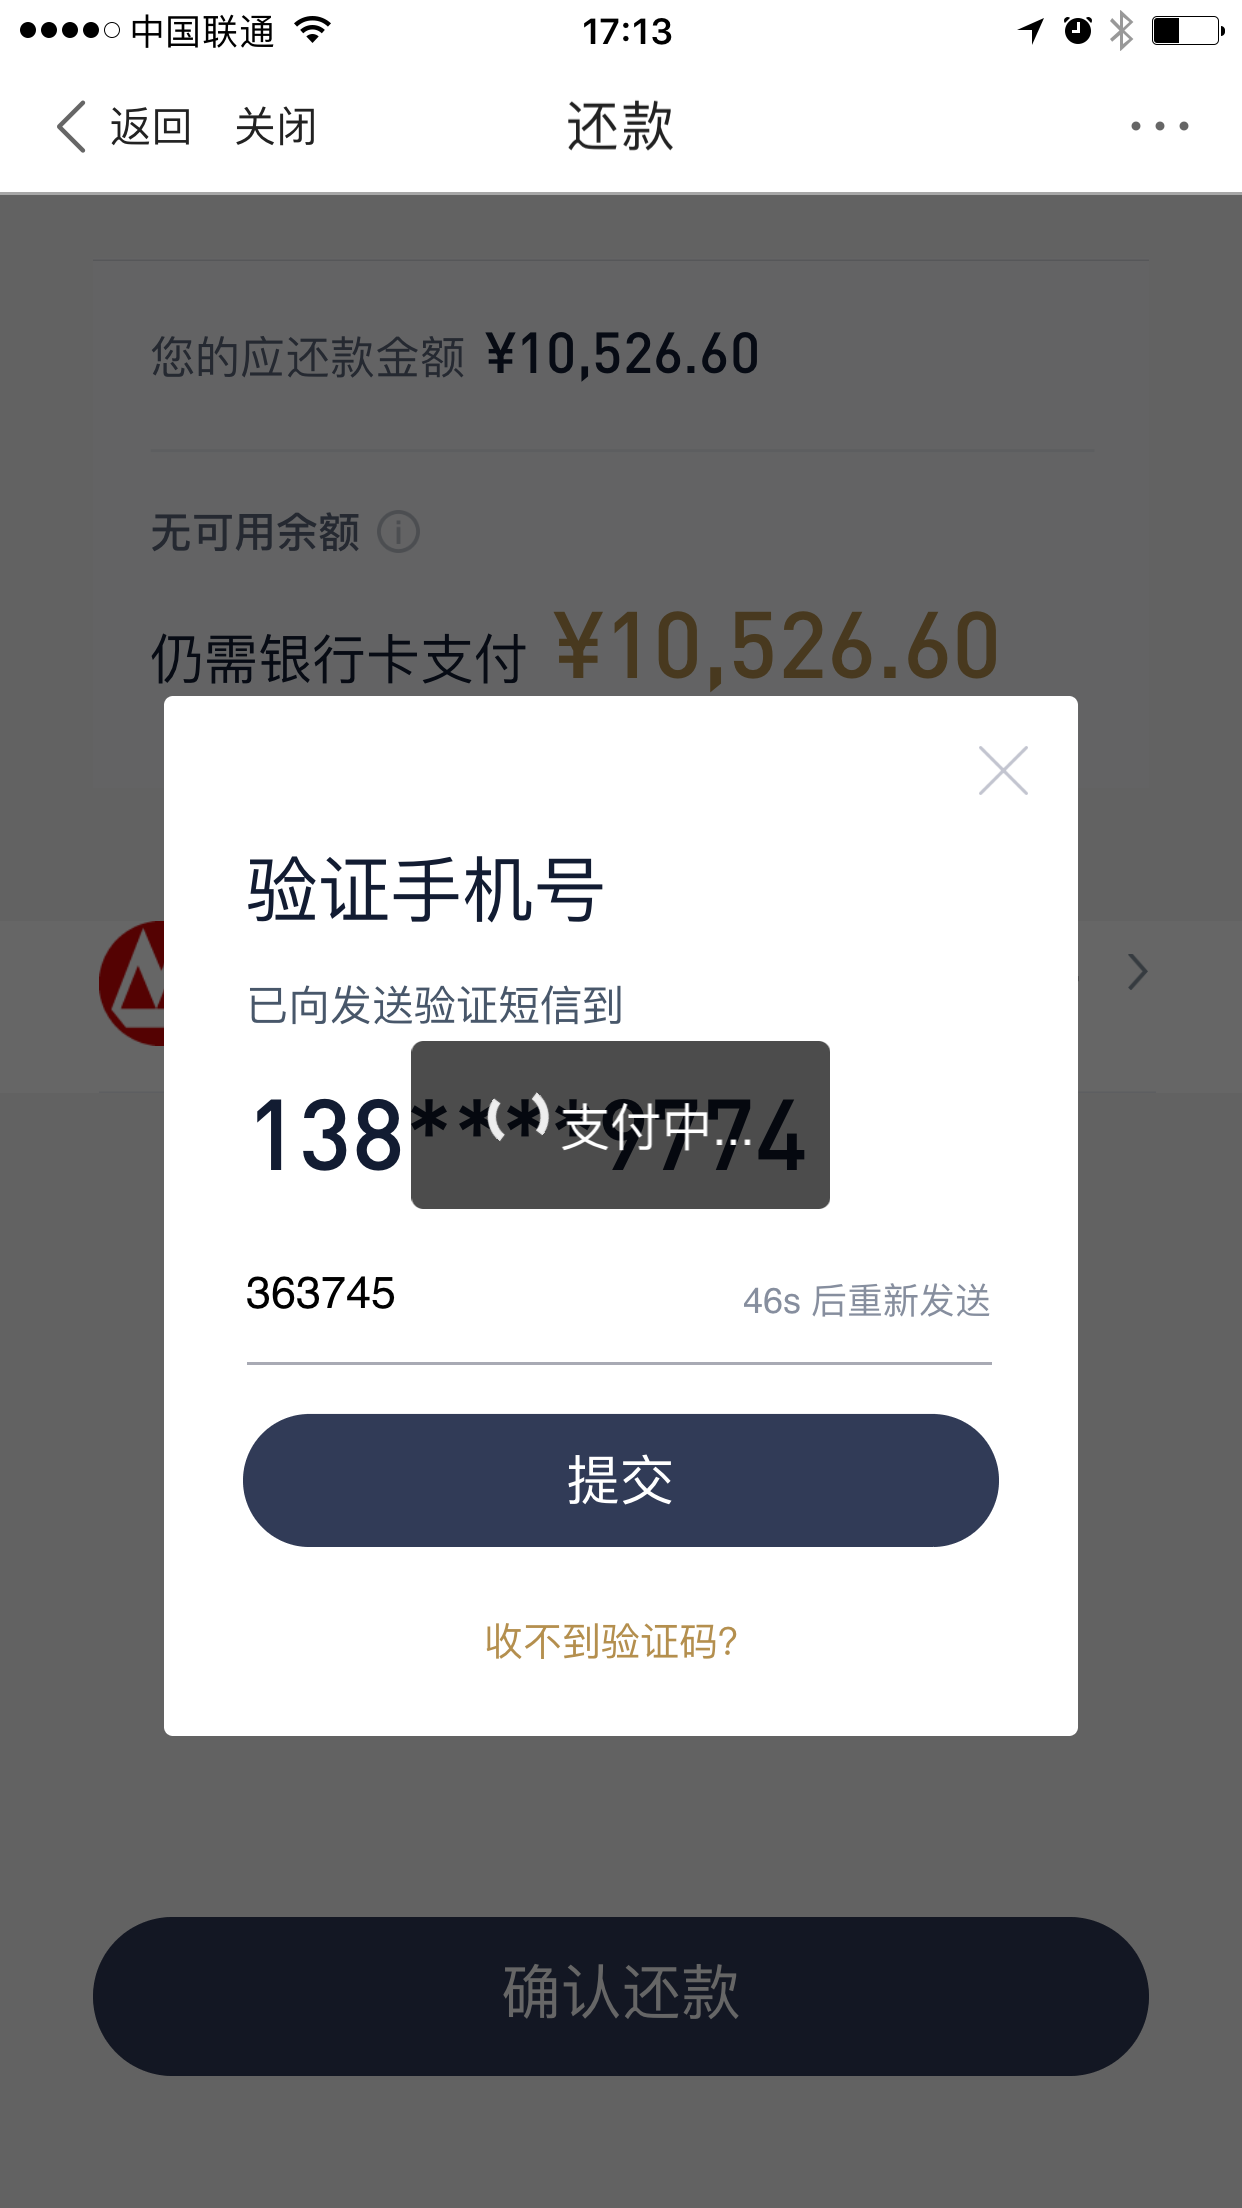 中国联通 17:13
返回 关闭 还款
您的应还款金额 ¥10,526.60
无可用余额
仍需银行卡支付 ¥10,526.60
验证手机号
已向发送验证短信到
138****9774
支付中...
363745 46s 后重新发送
提交
收不到验证码?
确认还款